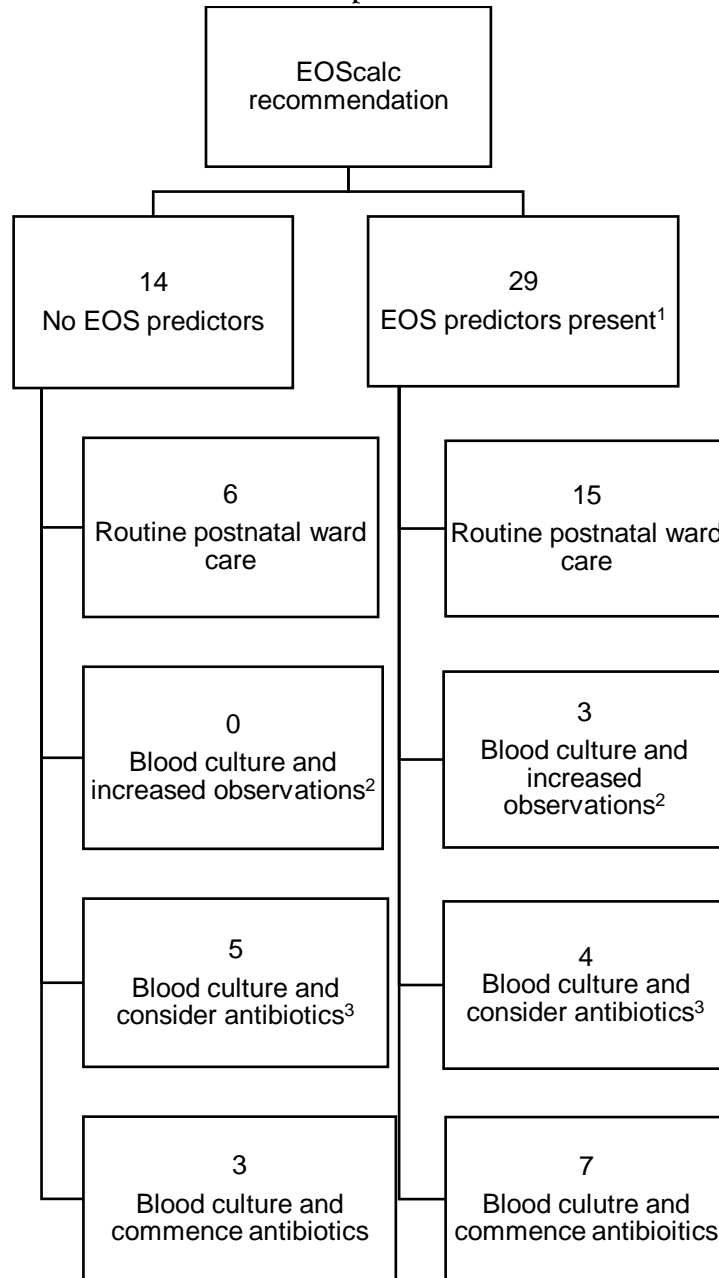 EOScalc
recommendation
14
No EOS predictors
29
EOS predictors present¹
6
Routine postnatal ward
care
15
Routine postnatal ward
care
0
Blood culture and
increased observations²
3
Blood culture and
increased
observations²
5
Blood culture and
consider antibiotics³
4
Blood culture and
consider antibiotics³
3
Blood culture and
commence antibiotics
7
Blood culutre and
commence antibioitics